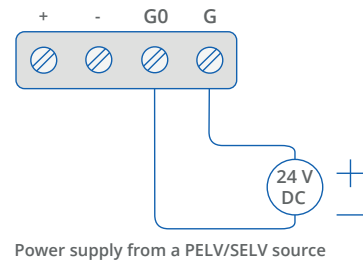 + - G0 G
24 V
DC
Power supply from a PELV/SELV source